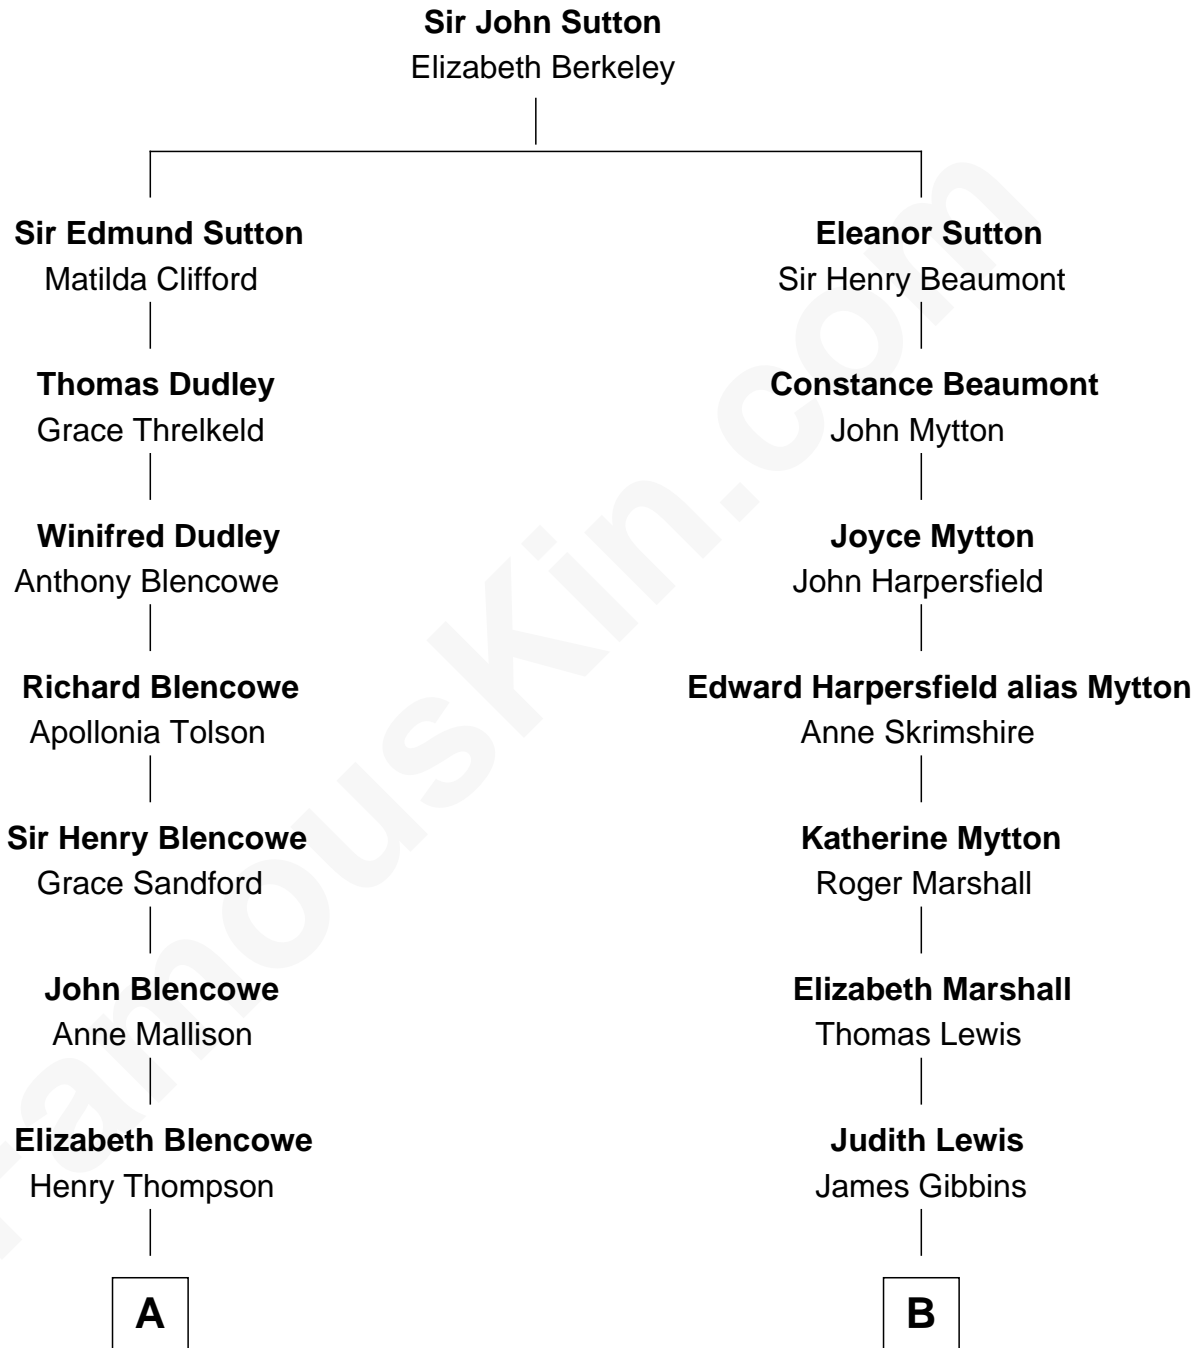 Sir John Sutton
Elizabeth Berkeley
Sir Edmund Sutton
Matilda Clifford
Eleanor Sutton
Sir Henry Beaumont
Thomas Dudley
Grace Threlkeld
Constance Beaumont
John Mytton
Winifred Dudley
Anthony Blencowe
Joyce Mytton
John Harpersfield
Richard Blencowe
Apollonia Tolson
Edward Harpersfield alias Mytton
Anne Skrimshire
Sir Henry Blencowe
Grace Sandford
Katherine Mytton
Roger Marshall
John Blencowe
Anne Mallison
Elizabeth Marshall
Thomas Lewis
Elizabeth Blencowe
Henry Thompson
Judith Lewis
James Gibbins
A
B
FamousKin.com